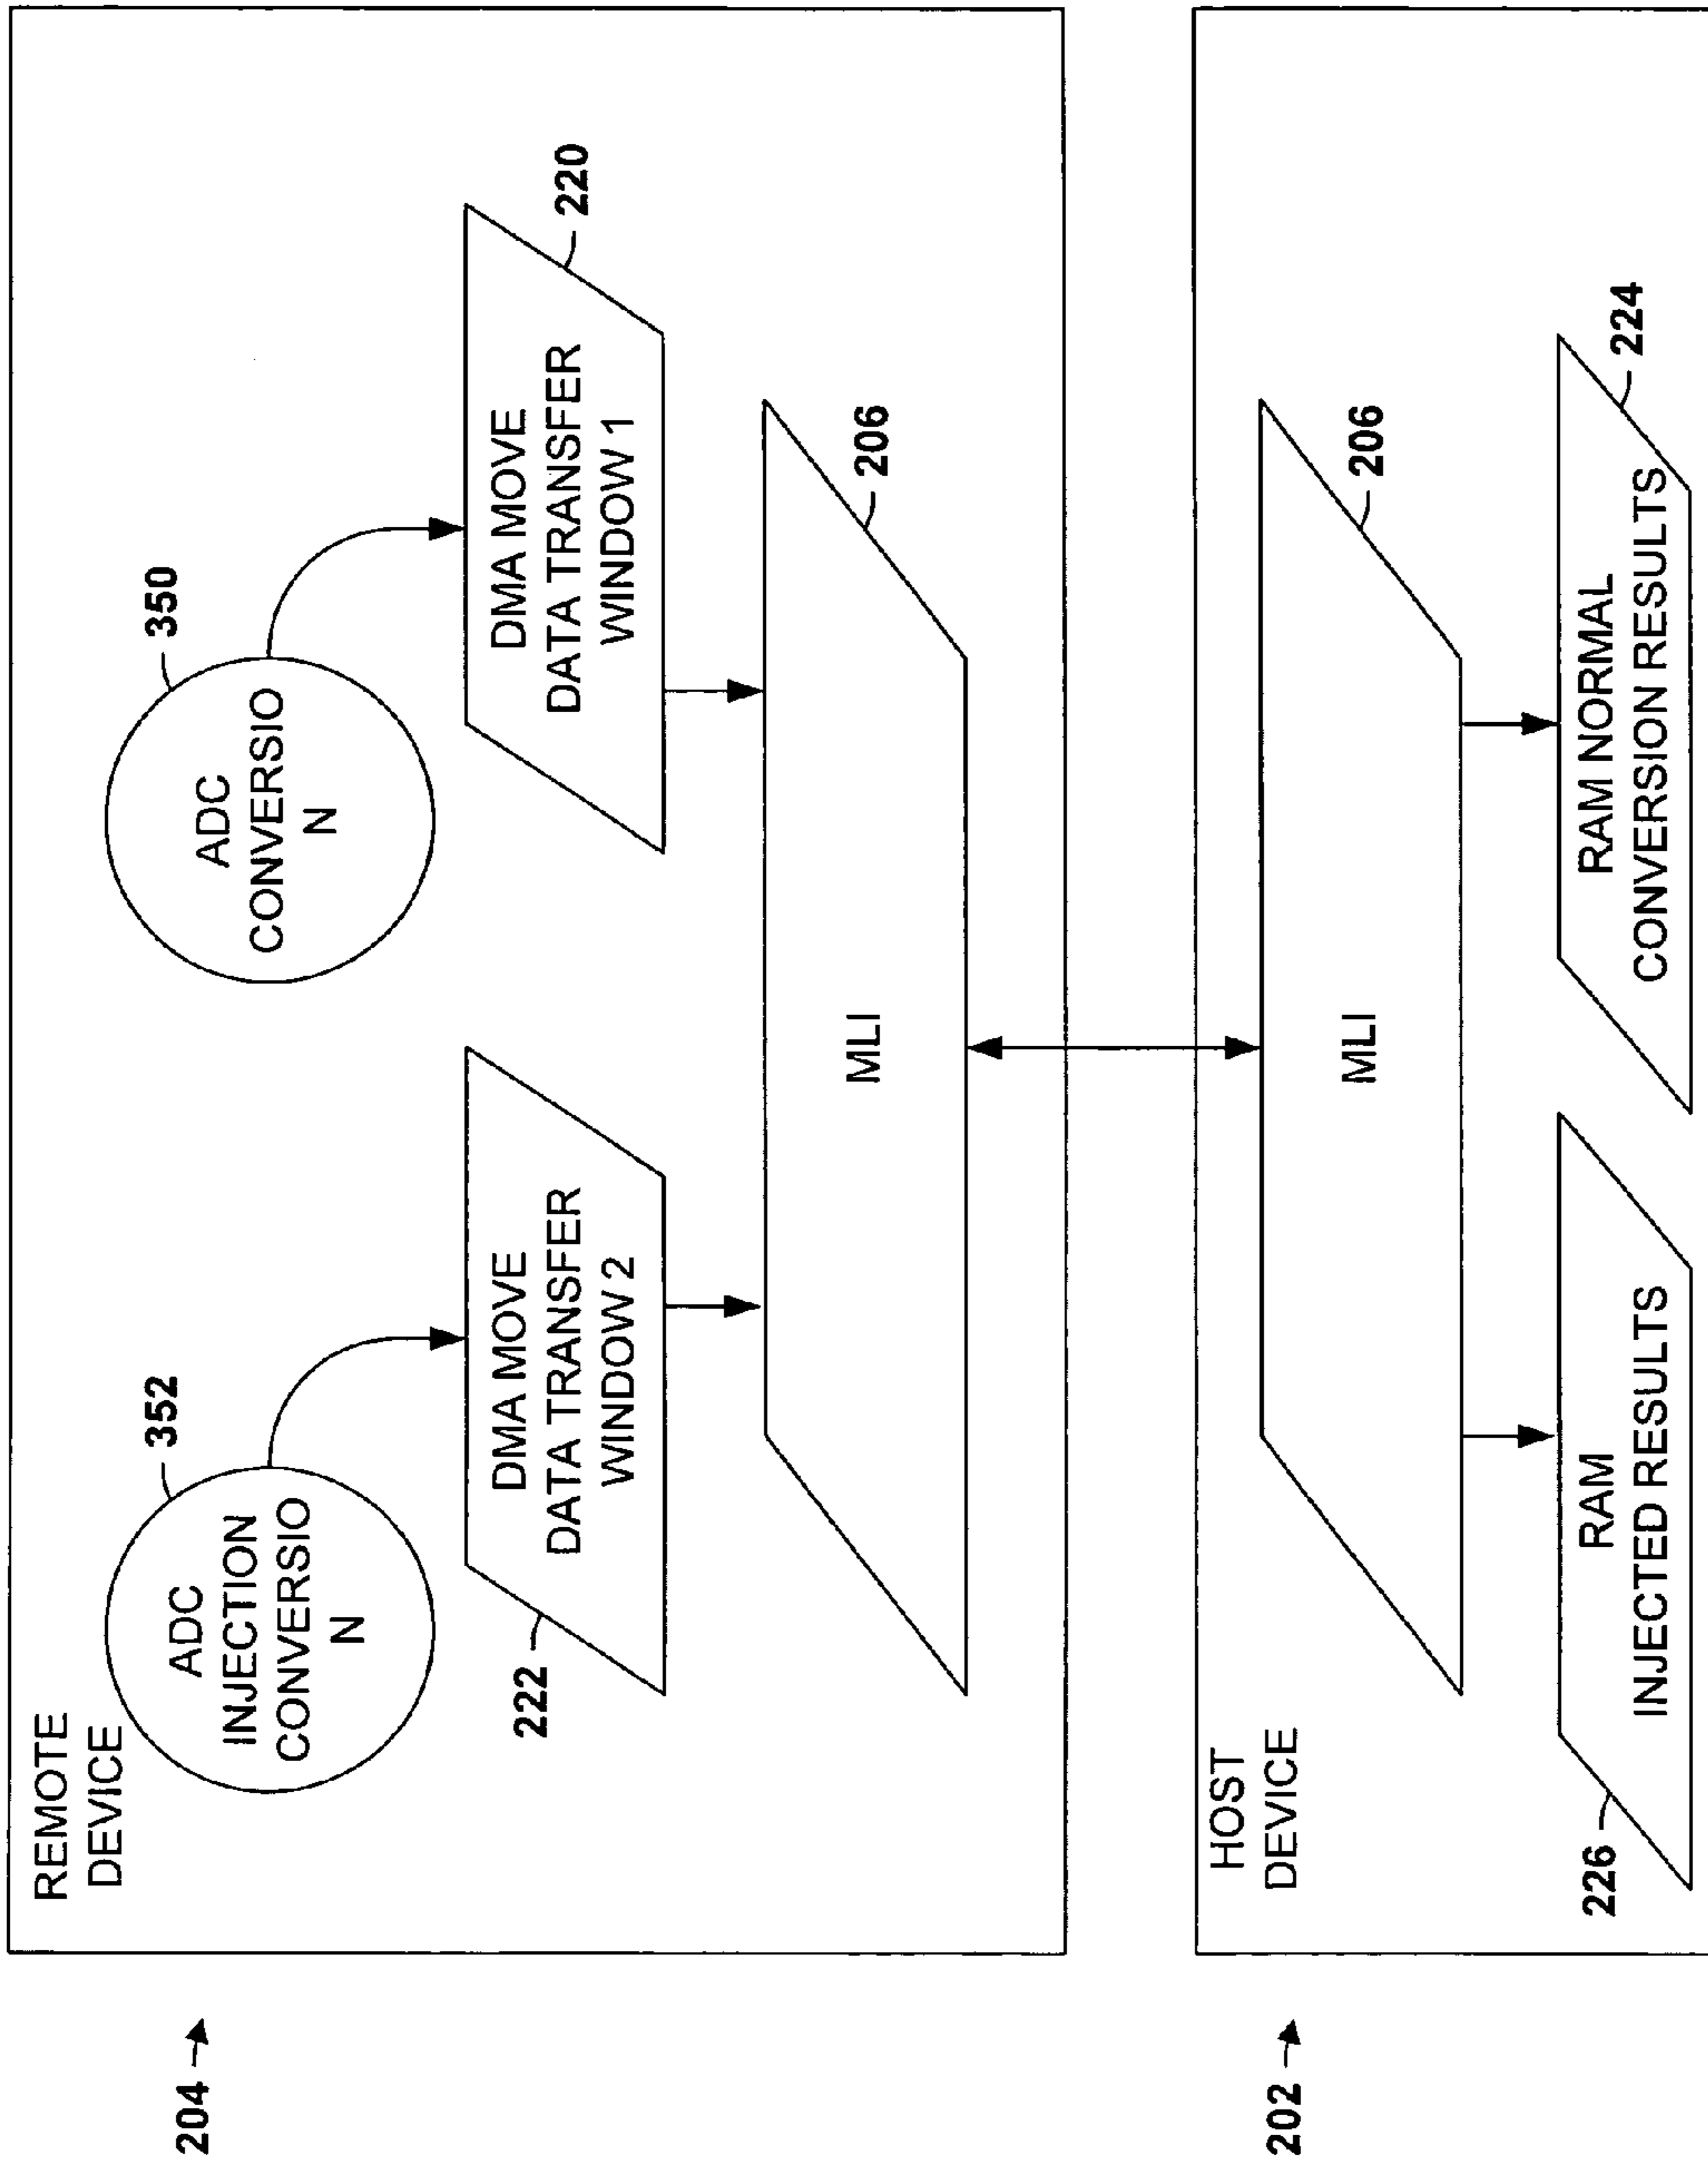 204
REMOTE
DEVICE
352
ADC
INJECTION
CONVERSIO
N
350
ADC
CONVERSIO
N
222
DMA MOVE
DATA TRANSFER
WINDOW 2
DMA MOVE
DATA TRANSFER
WINDOW 1
220
MLI
206
202
HOST
DEVICE
MLI
206
226
RAM
INJECTED RESULTS
RAM NORMAL
CONVERSION RESULTS
224